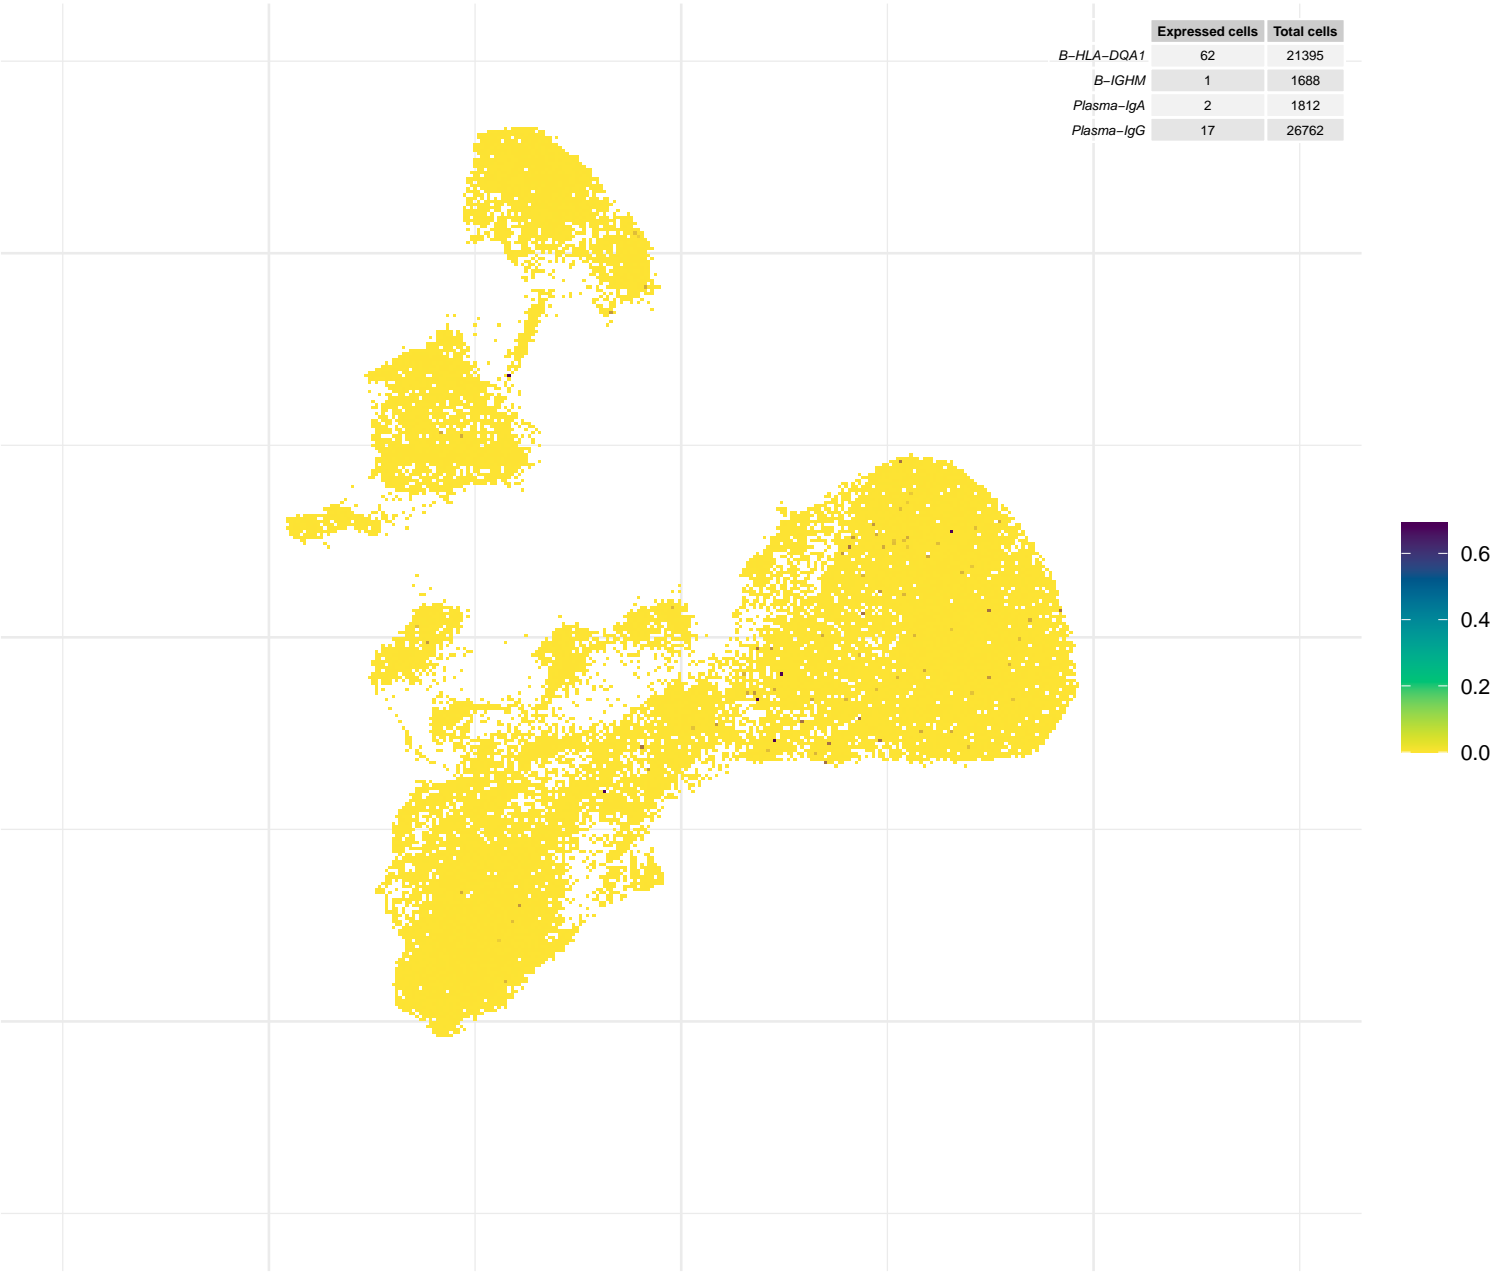 Expressed cells Total cells
B−HLA−DQA1 62 21395
B−IGHM 1 1688
Plasma−IgA 2 1812
Plasma−IgG 17 26762
0.6
0.4
0.2
0.0